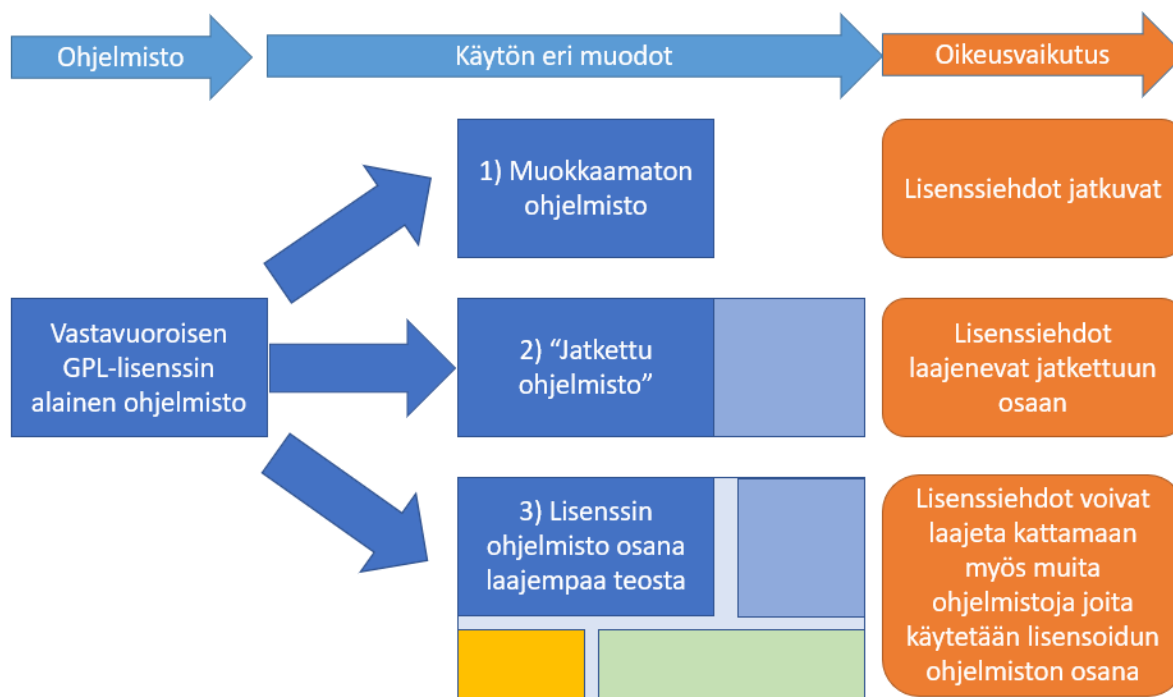 Ohjelmisto
Käytön eri muodot
Oikeusvaikutus
1) Muokkaamaton
ohjelmisto
Lisenssiehdot jatkuvat
Vastavuoroisen
GPL-lisenssin
alainen ohjelmisto
2) “Jatkettu
ohjelmisto”
Lisenssiehdot
laajenevat jatkettuun
osaan
3) Lisenssin
ohjelmisto osana
laajempaa teosta
Lisenssiehdot voivat
laajeta kattamaan
myös muita
ohjelmistoja joita
käytetään lisensoidun
ohjelmiston osana